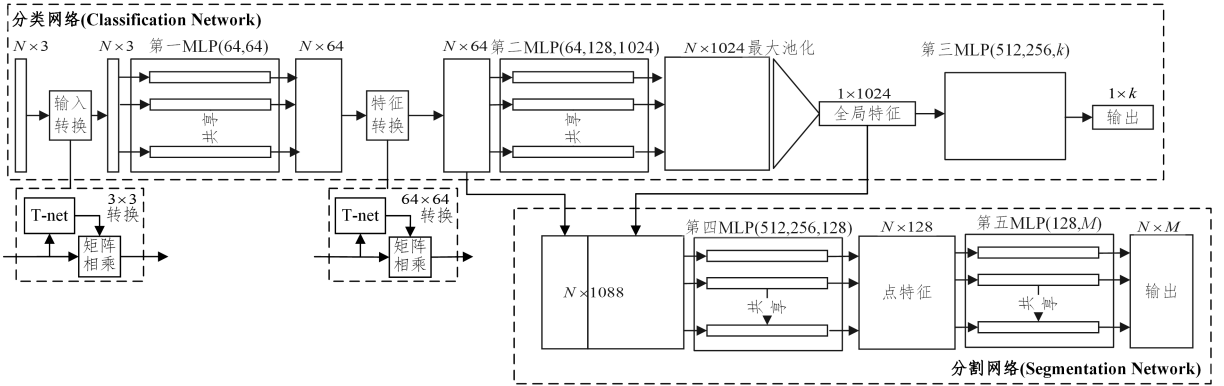 分类网络(Classification Network)
N×3
N×3
第一MLP(64,64)
N×64
N×64
第二MLP(64,128,1024)
N×1024
最大池化
第三MLP(512,256,k)
输入
转换
共享
特征
转换
共享
1×1024
全局特征
1×k
输出
T-net
3×3
转换
矩阵
相乘
T-net
64×64
转换
矩阵
相乘
N×1088
第四MLP(512,256,128)
共享
N×128
点特征
第五MLP(128,M)
共享
N×M
输出
分割网络(Segmentation Network)